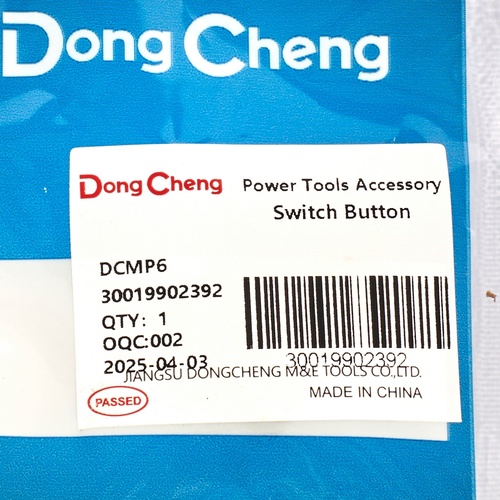 Dong Cheng
Dong Cheng Power Tools Accessory
Switch Button
DCMP6
30019902392
QTY: 1
OQC:002
2025-04-03
30019902392
JIANGSU DONGCHENG M&E TOOLS CO.,LTD.
PASSED
MADE IN CHINA